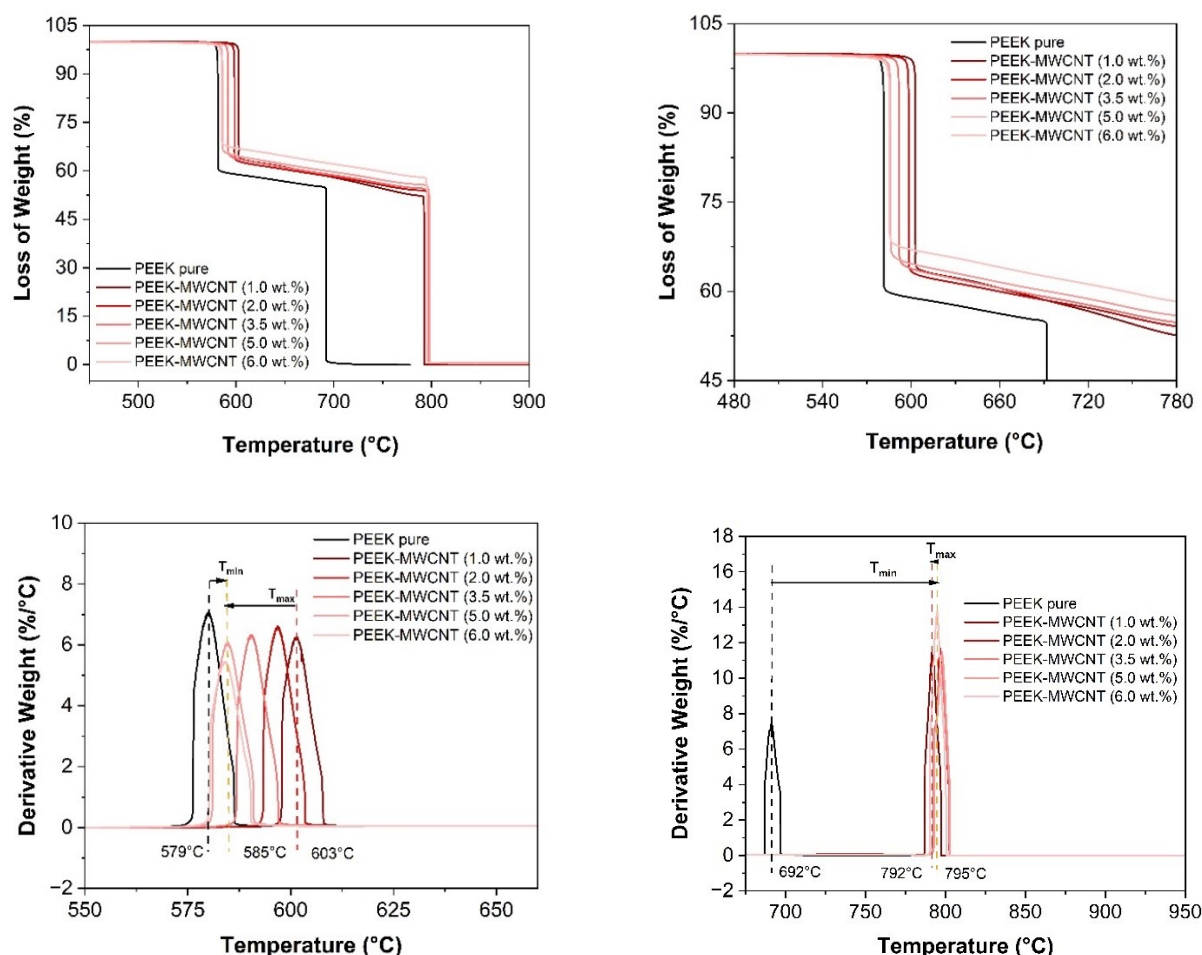 105
90
75
60
45
30
15
0
Loss of Weight (%)
PEEK pure
PEEK-MWCNT (1.0 wt.%)
PEEK-MWCNT (2.0 wt.%)
PEEK-MWCNT (3.5 wt.%)
PEEK-MWCNT (5.0 wt.%)
PEEK-MWCNT (6.0 wt.%)
500 600 700 800 900
Temperature (°C)
105
90
75
60
45
Loss of Weight (%)
PEEK pure
PEEK-MWCNT (1.0 wt.%)
PEEK-MWCNT (2.0 wt.%)
PEEK-MWCNT (3.5 wt.%)
PEEK-MWCNT (5.0 wt.%)
PEEK-MWCNT (6.0 wt.%)
480 540 600 660 720 780
Temperature (°C)
10
8
6
4
2
0
−2
Derivative Weight (%/°C)
Tmin
Tmax
PEEK pure
PEEK-MWCNT (1.0 wt.%)
PEEK-MWCNT (2.0 wt.%)
PEEK-MWCNT (3.5 wt.%)
PEEK-MWCNT (5.0 wt.%)
PEEK-MWCNT (6.0 wt.%)
579°C 585°C 603°C
550 575 600 625 650
Temperature (°C)
18
16
14
12
10
8
6
4
2
0
−2
Derivative Weight (%/°C)
Tmax
Tmin
PEEK pure
PEEK-MWCNT (1.0 wt.%)
PEEK-MWCNT (2.0 wt.%)
PEEK-MWCNT (3.5 wt.%)
PEEK-MWCNT (5.0 wt.%)
PEEK-MWCNT (6.0 wt.%)
692°C 792°C 795°C
700 750 800 850 900 950
Temperature (°C)